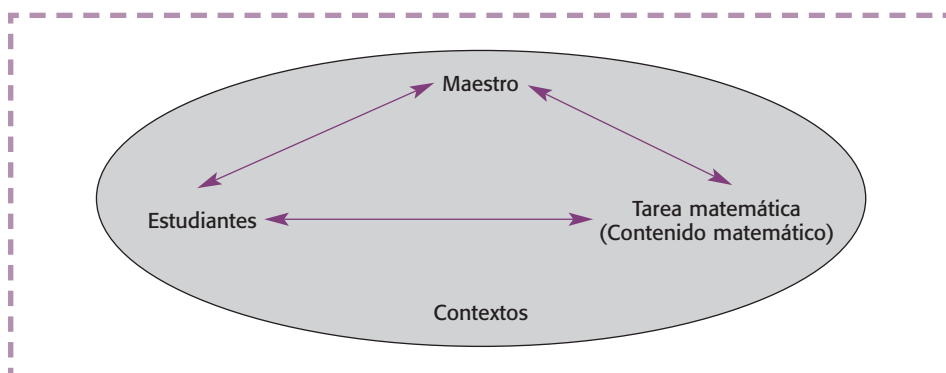 Maestro
Estudiantes
Tarea matemática
(Contenido matemático)
Contextos